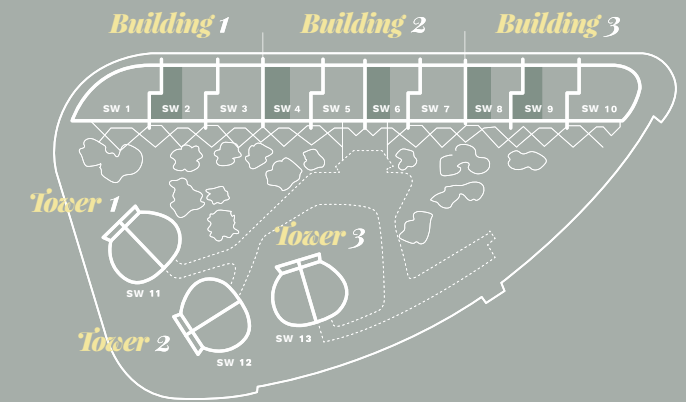 Building 1 Building 2 Building 3
SW 1 SW 2 SW 3 SW 4 SW 5 SW 6 SW 7 SW 8 SW 9 SW 10
Tower 1
Tower 3
SW 11
SW 13
Tower 2
SW 12